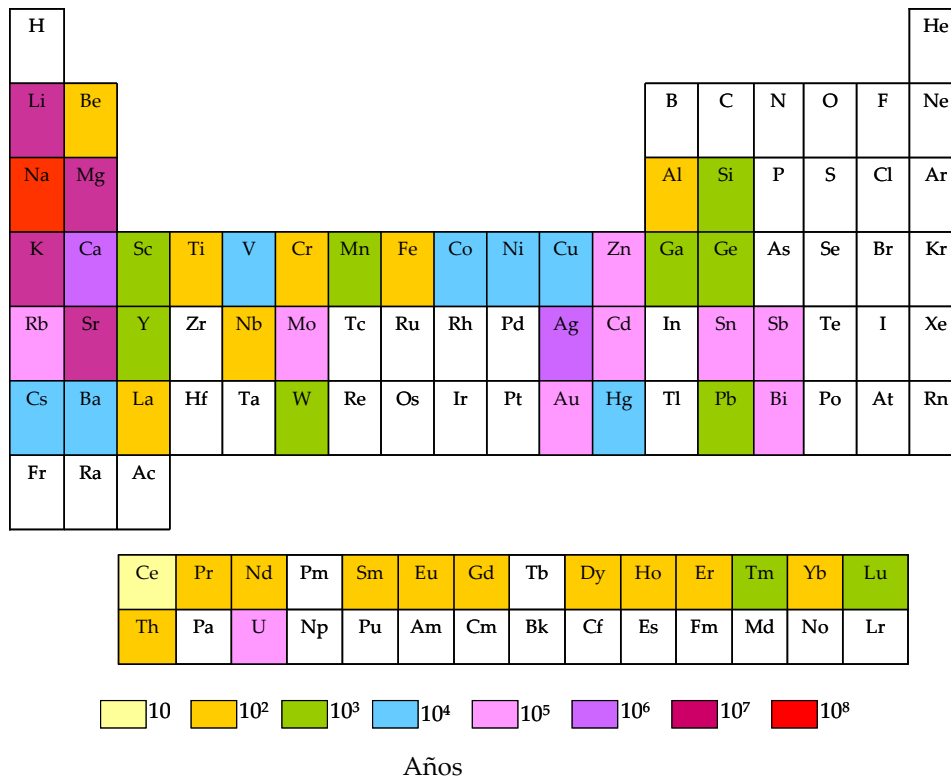 H He
Li Be B C N O F Ne
Na Mg Al Si P S Cl Ar
K Ca Sc Ti V Cr Mn Fe Co Ni Cu Zn Ga Ge As Se Br Kr
Rb Sr Y Zr Nb Mo Tc Ru Rh Pd Ag Cd In Sn Sb Te I Xe
Cs Ba La Hf Ta W Re Os Ir Pt Au Hg Tl Pb Bi Po At Rn
Fr Ra Ac
Ce Pr Nd Pm Sm Eu Gd Tb Dy Ho Er Tm Yb Lu
Th Pa U Np Pu Am Cm Bk Cf Es Fm Md No Lr
10 10² 10³ 10⁴ 10⁵ 10⁶ 10⁷ 10⁸
Años